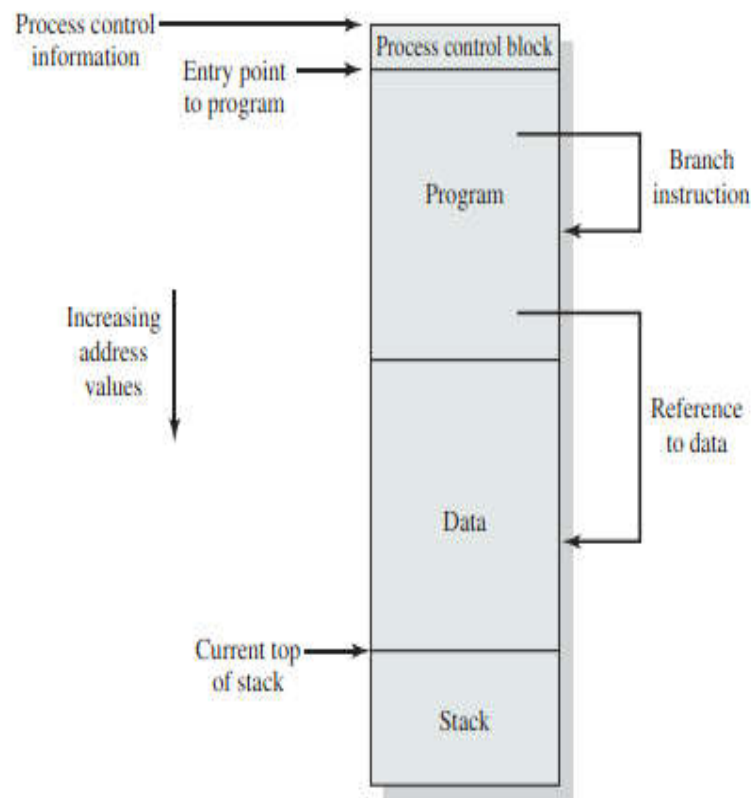 Process control
information
Process control block
Entry point
to program
Program
Branch
instruction
Increasing
address
values
Reference
to data
Data
Current top
of stack
Stack